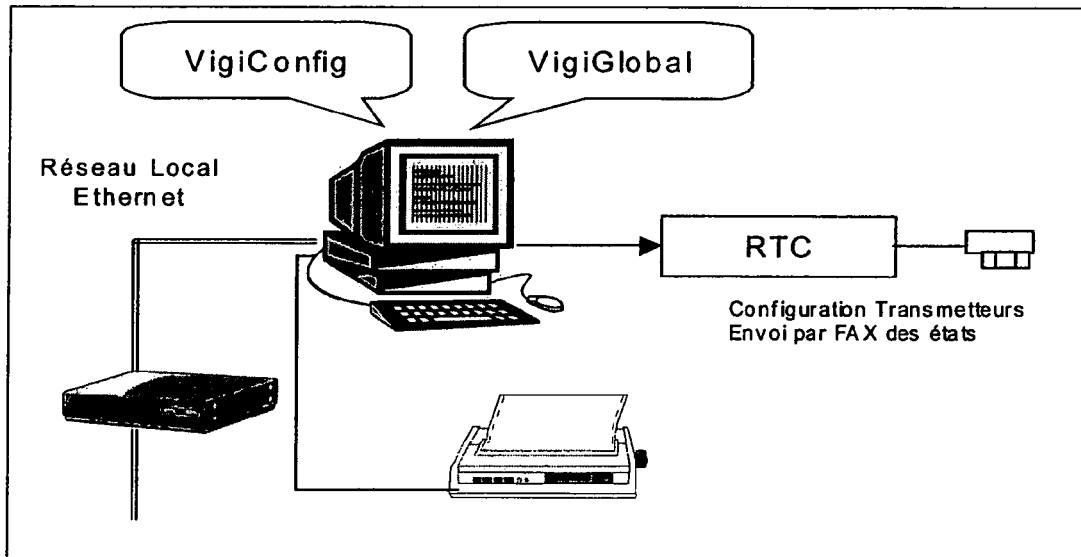 VigiConfig
VigiGlobal
Réseau Local
Ethernet
RTC
Configuration Transmetteurs
Envoi par FAX des états